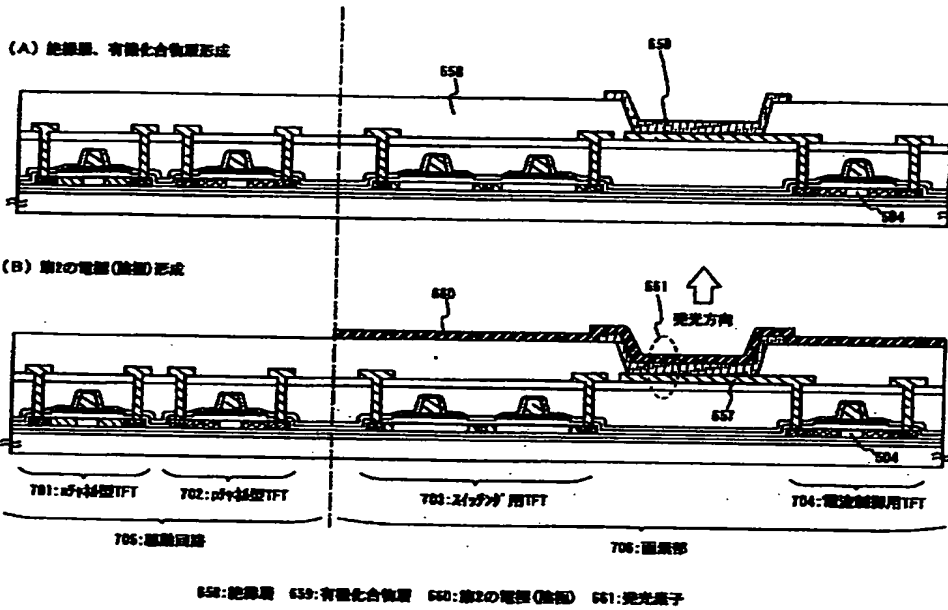 (A) 絶縁層、有機化合物層形成
658
659
504
(B) 第2の電極(陰極)形成
660
661
発光方向
657
504
701:nチャネル型TFT
702:pチャネル型TFT
703:スイッチング用TFT
704:電流制御用TFT
705:駆動回路
706:画素部
658:絶縁層 659:有機化合物層 660:第2の電極(陰極) 661:発光素子